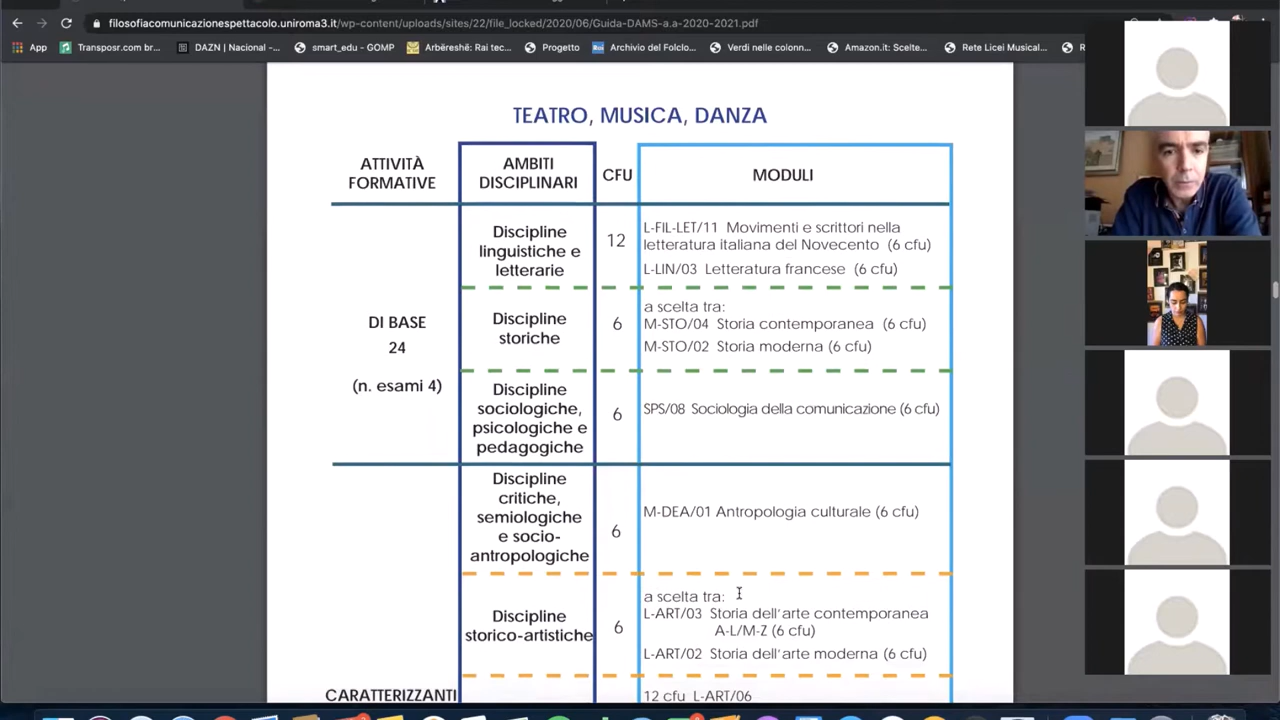 filosofiacomunicazionespettacolo.uniroma3.it/wp-content/uploads/sites/22/file_locked/2020/06/Guida-DAMS-a.a-2020-2021.pdf
App Transposr.com br... DAZN | Nacional -... smart_edu - GOMP Arbëreshë: Rai tec... Progetto Archivio del Folclo... Verdi nelle colonn... Amazon.it: Scelte... Rete Licei Musical...
TEATRO, MUSICA, DANZA
ATTIVITÀ
FORMATIVE
AMBITI
DISCIPLINARI
CFU
MODULI
DI BASE
24
(n. esami 4)
Discipline
linguistiche e
letterarie
12
L-FIL-LET/11 Movimenti e scrittori nella
letteratura italiana del Novecento (6 cfu)
L-LIN/03 Letteratura francese (6 cfu)
Discipline
storiche
6
a scelta tra:
M-STO/04 Storia contemporanea (6 cfu)
M-STO/02 Storia moderna (6 cfu)
Discipline
sociologiche,
psicologiche e
pedagogiche
6
SPS/08 Sociologia della comunicazione (6 cfu)
Discipline
critiche,
semiologiche
e socio-
antropologiche
6
M-DEA/01 Antropologia culturale (6 cfu)
Discipline
storico-artistiche
6
a scelta tra:
L-ART/03 Storia dell'arte contemporanea
A-L/M-Z (6 cfu)
L-ART/02 Storia dell'arte moderna (6 cfu)
CARATTERIZZANTI
12 cfu L-ART/06